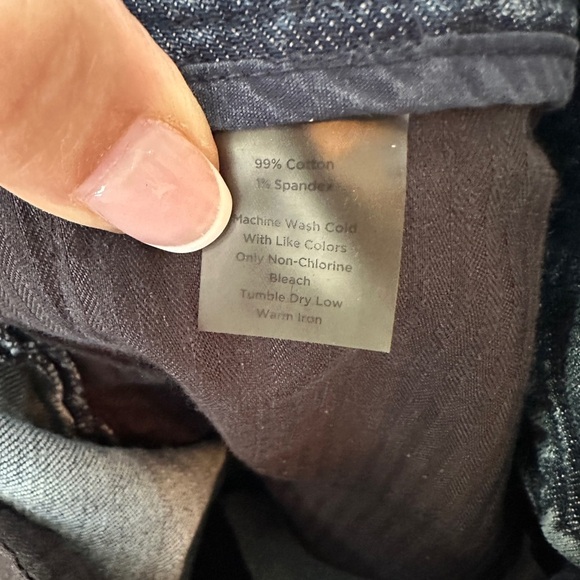 99% Cotton
1% Spandex
Machine Wash Cold
With Like Colors
Only Non-Chlorine
Bleach
Tumble Dry Low
Warm Iron